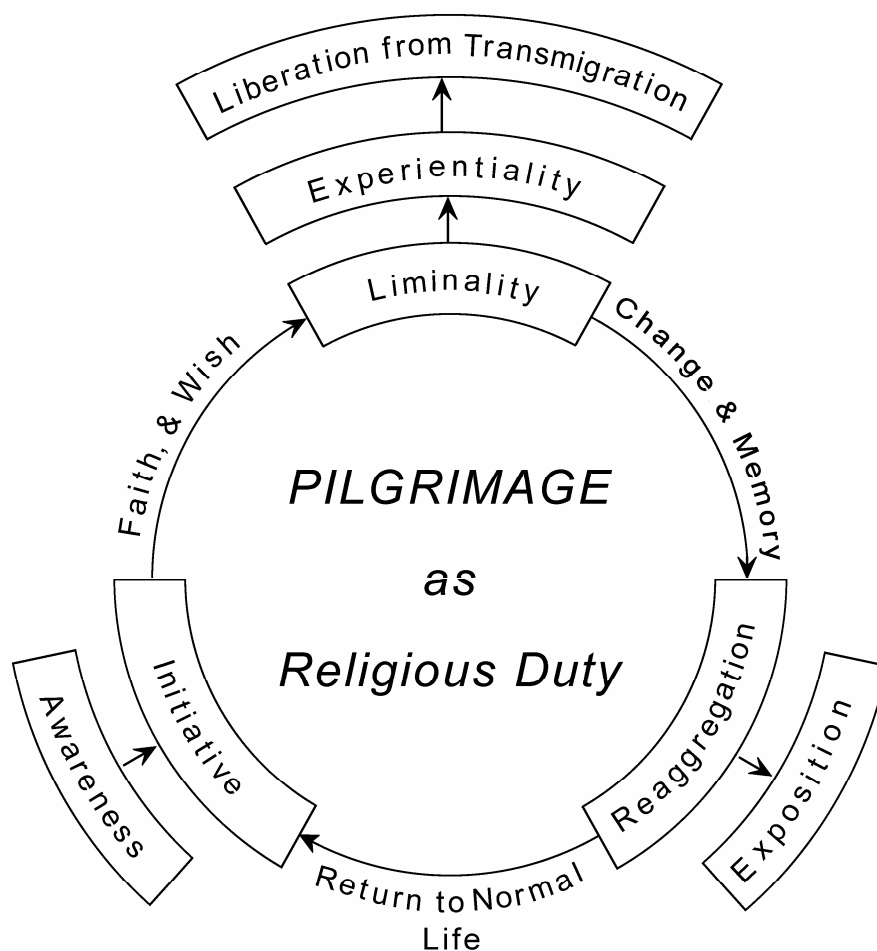 Liberation from Transmigration
Experientiality
Liminality
Faith, & Wish
Change & Memory
PILGRIMAGE
as
Religious Duty
Initiative
Awareness
Reaggregation
Exposition
Return to Normal
Life